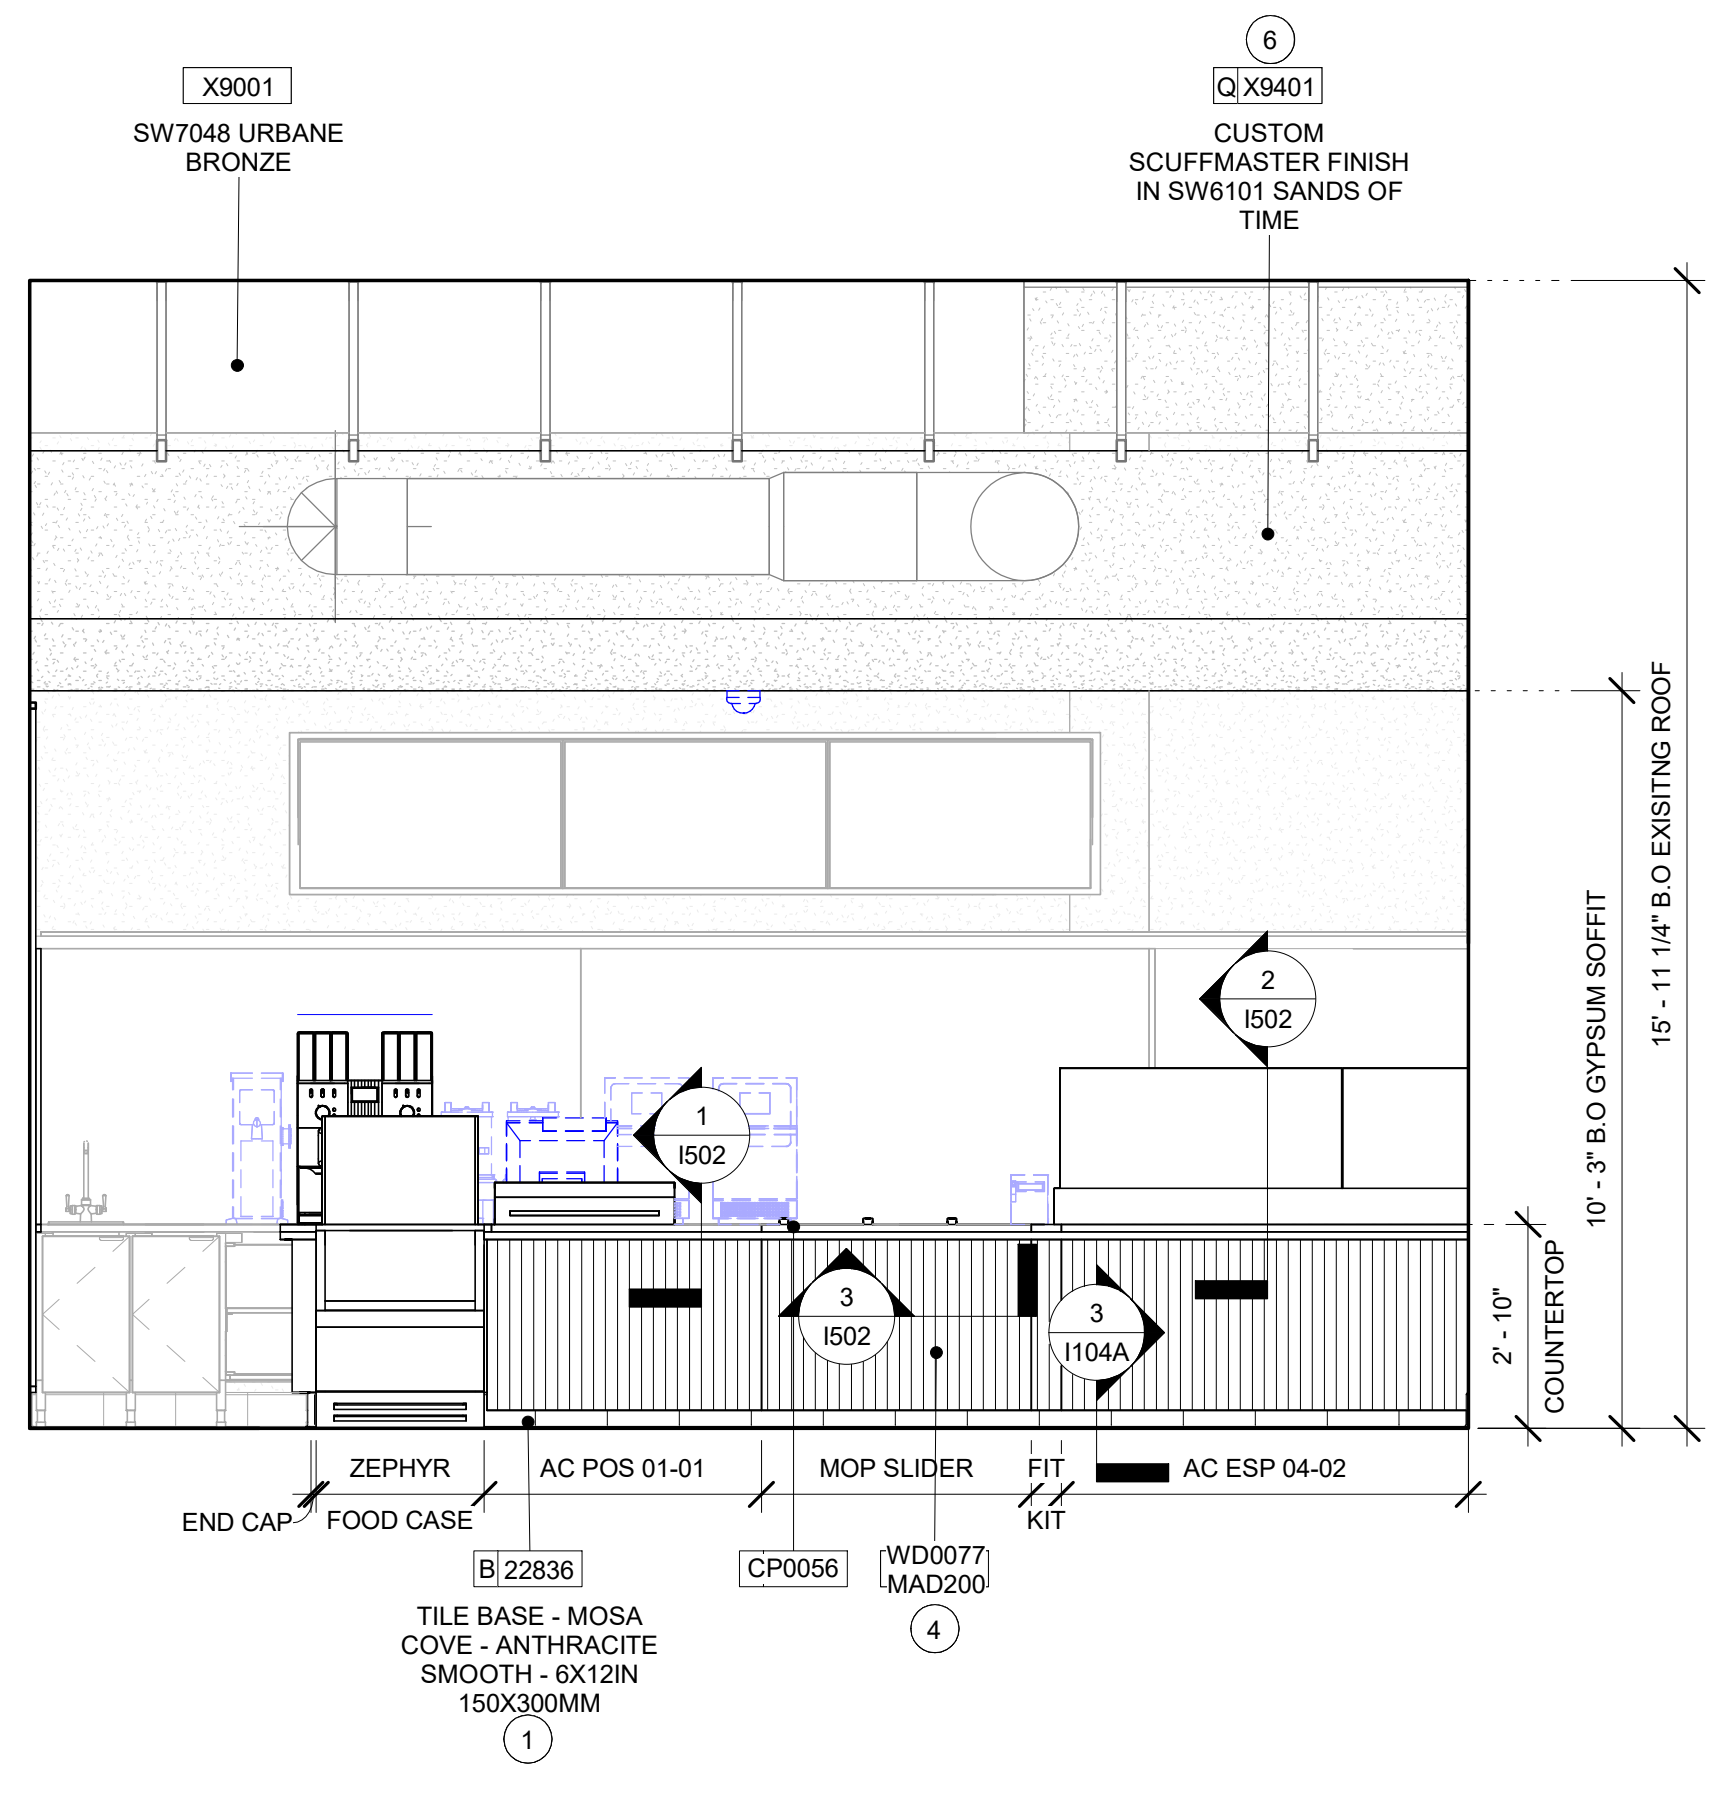 6
X9001
Q X9401
SW7048 URBANE
BRONZE
CUSTOM
SCUFFMASTER FINISH
IN SW6101 SANDS OF
TIME
15' - 11 1/4" B.O EXISITNG ROOF
10' - 3" B.O GYPSUM SOFFIT
2' - 10"
COUNTERTOP
2
I502
1
I502
3
I502
3
I104A
ZEPHYR
AC POS 01-01
MOP SLIDER
FIT
AC ESP 04-02
END CAP
FOOD CASE
KIT
B 22836
CP0056
WD0077
MAD200
4
TILE BASE - MOSA
COVE - ANTHRACITE
SMOOTH - 6X12IN
150X300MM
1